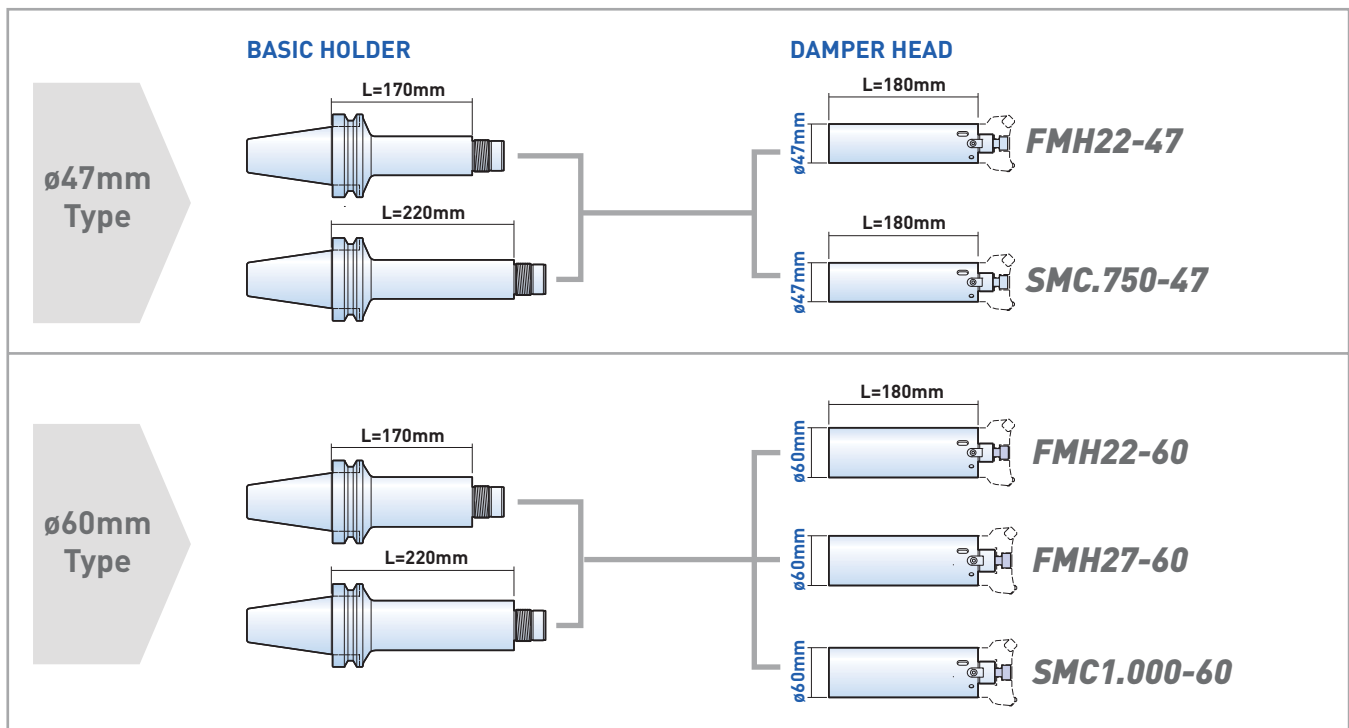 BASIC HOLDER
DAMPER HEAD
ø47mm
Type
L=170mm
L=220mm
L=180mm
ø47mm
FMH22-47
L=180mm
ø47mm
SMC.750-47
ø60mm
Type
L=170mm
L=220mm
L=180mm
ø60mm
FMH22-60
ø60mm
FMH27-60
ø60mm
SMC1.000-60